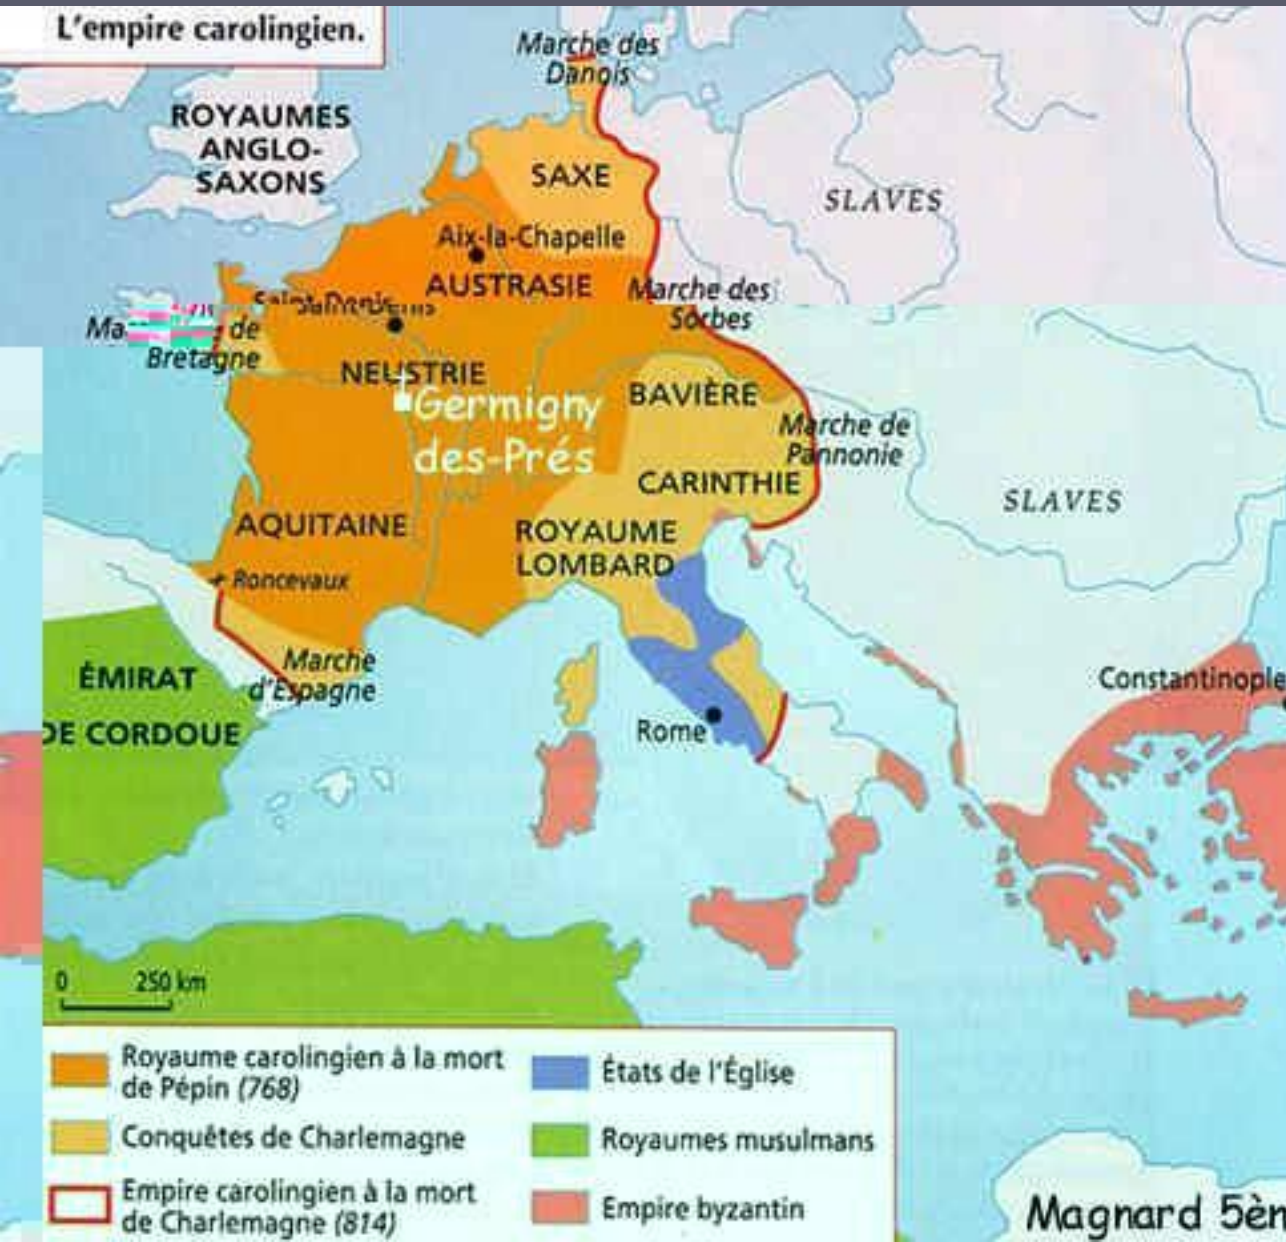 L'empire carolingien.
Marche des
Danois
ROYAUMES
ANGLO-
SAXONS
SAXE
SLAVES
Aix-la-Chapelle
AUSTRASIE
Marche des
Sorbes
Saint-Denis
de
Bretagne
NEUSTRIE
BAVIÈRE
Germigny
des-Prés
Marche de
Pannonie
CARINTHIE
SLAVES
AQUITAINE
ROYAUME
LOMBARD
Roncevaux
Marche
d'Espagne
ÉMIRAT
DE CORDOUE
Constantinople
Rome
0 250 km
Royaume carolingien à la mort
de Pépin (768)
Conquêtes de Charlemagne
Empire carolingien à la mort
de Charlemagne (814)
États de l'Église
Royaumes musulmans
Empire byzantin
Magnard 5èm